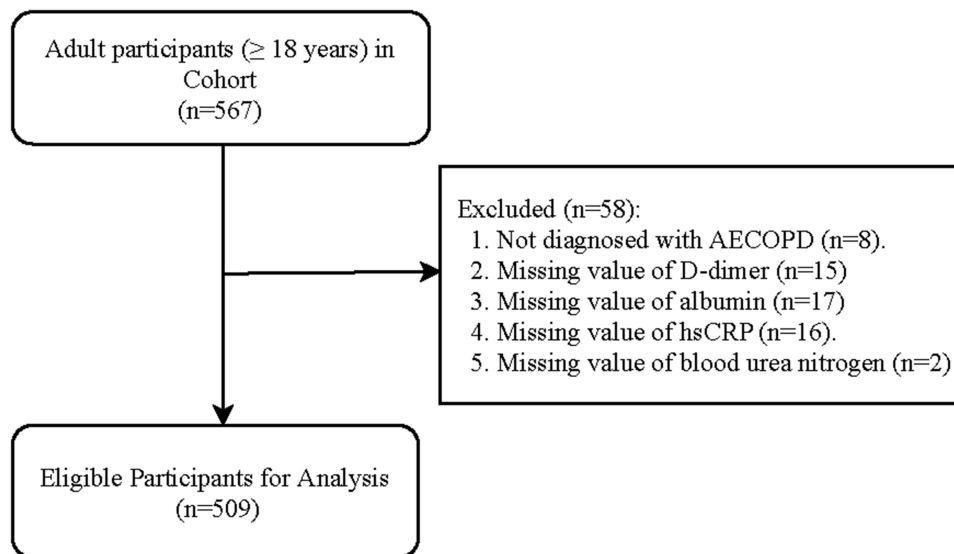 Adult participants (≥ 18 years) in
Cohort
(n=567)
Excluded (n=58):
1. Not diagnosed with AECOPD (n=8).
2. Missing value of D-dimer (n=15)
3. Missing value of albumin (n=17)
4. Missing value of hsCRP (n=16).
5. Missing value of blood urea nitrogen (n=2)
Eligible Participants for Analysis
(n=509)